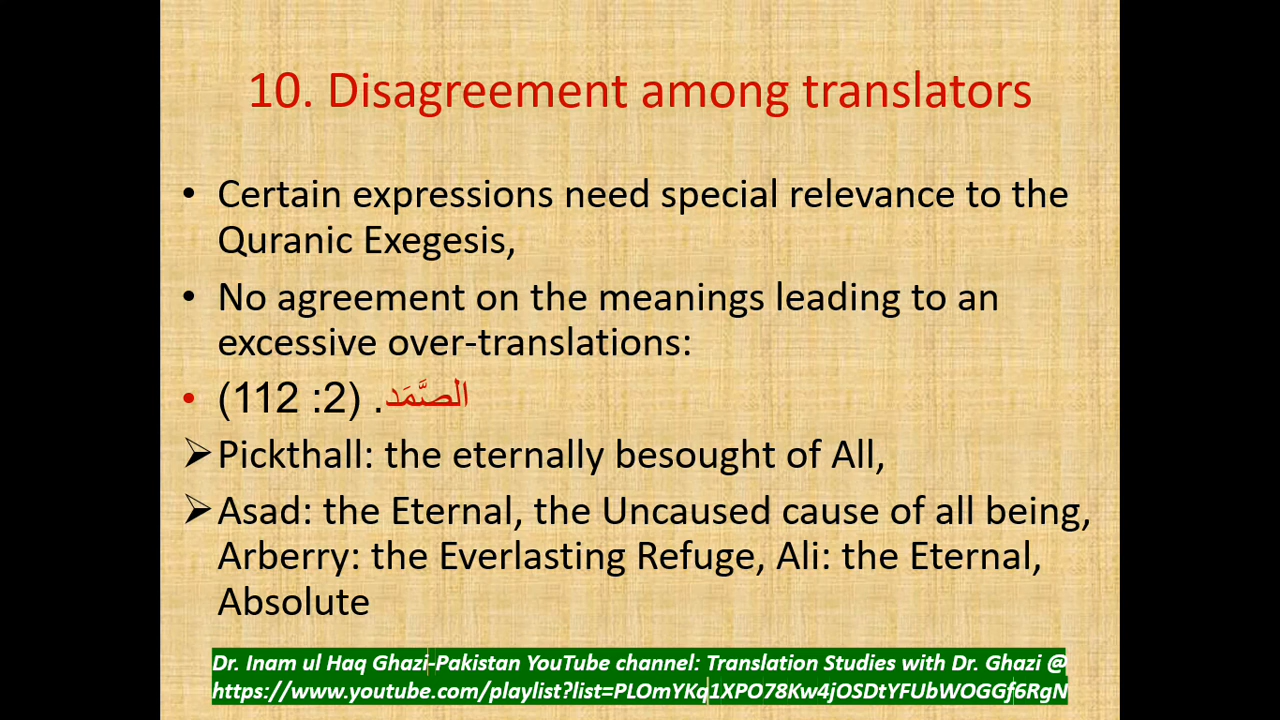 10. Disagreement among translators
• Certain expressions need special relevance to the
Quranic Exegesis,
• No agreement on the meanings leading to an
excessive over-translations:
• (112 :2) .الصَّمَد
➢ Pickthall: the eternally besought of All,
➢ Asad: the Eternal, the Uncaused cause of all being,
Arberry: the Everlasting Refuge, Ali: the Eternal,
Absolute
Dr. Inam ul Haq Ghazi-Pakistan YouTube channel: Translation Studies with Dr. Ghazi @
https://www.youtube.com/playlist?list=PLOmYKq1XPO78Kw4jOSDtYFUbWOGGf6RgN